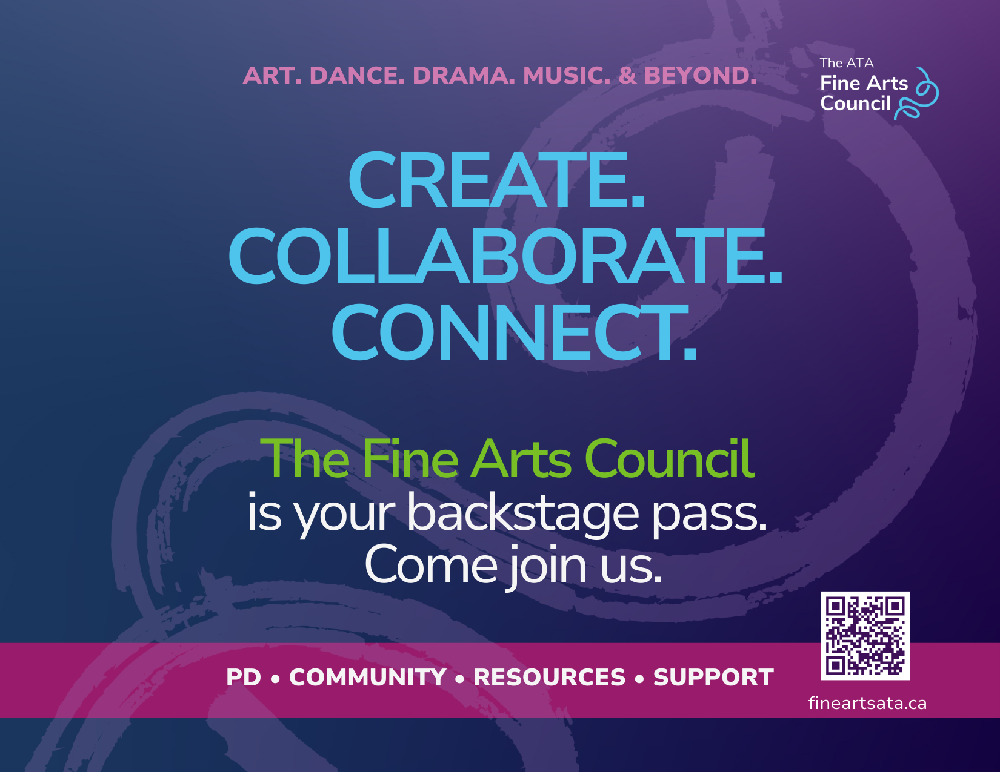 ART. DANCE. DRAMA. MUSIC. & BEYOND.
The ATA
Fine Arts
Council
CREATE.
COLLABORATE.
CONNECT.
The Fine Arts Council
is your backstage pass.
Come join us.
PD • COMMUNITY • RESOURCES • SUPPORT
fineartsata.ca